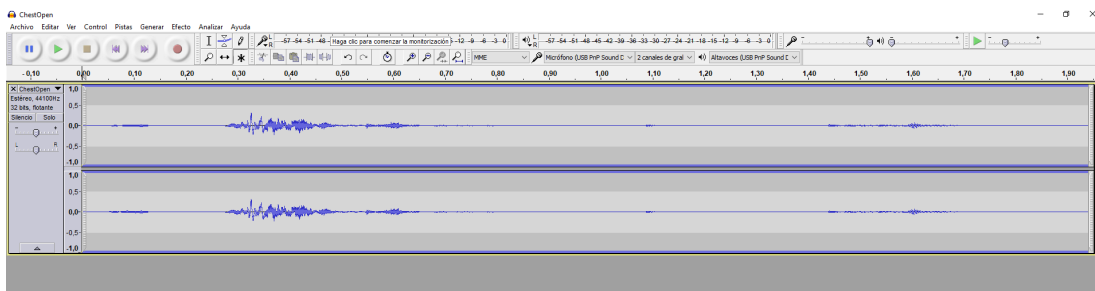 ChestOpen
Archivo Editar Ver Control Pistas Generar Efecto Analizar Ayuda
L R -57 -54 -51 -48 - Haga clic para comenzar la monitorización -12 -9 -6 -3 0 L R -57 -54 -51 -48 -45 -42 -39 -36 -33 -30 -27 -24 -21 -18 -15 -12 -9 -6 -3 0 - + - +
MME Micrófono (USB PnP Sound D 2 canales de gral Altavoces (USB PnP Sound D
-0,10 0,00 0,10 0,20 0,30 0,40 0,50 0,60 0,70 0,80 0,90 1,00 1,10 1,20 1,30 1,40 1,50 1,60 1,70 1,80 1,90
X ChestOpen 1,0
Estéreo, 44100Hz
32 bits, flotante 0,5
Silencio Solo
- + 0,0
L R -0,5
-1,0
1,0
0,5
0,0
-0,5
-1,0